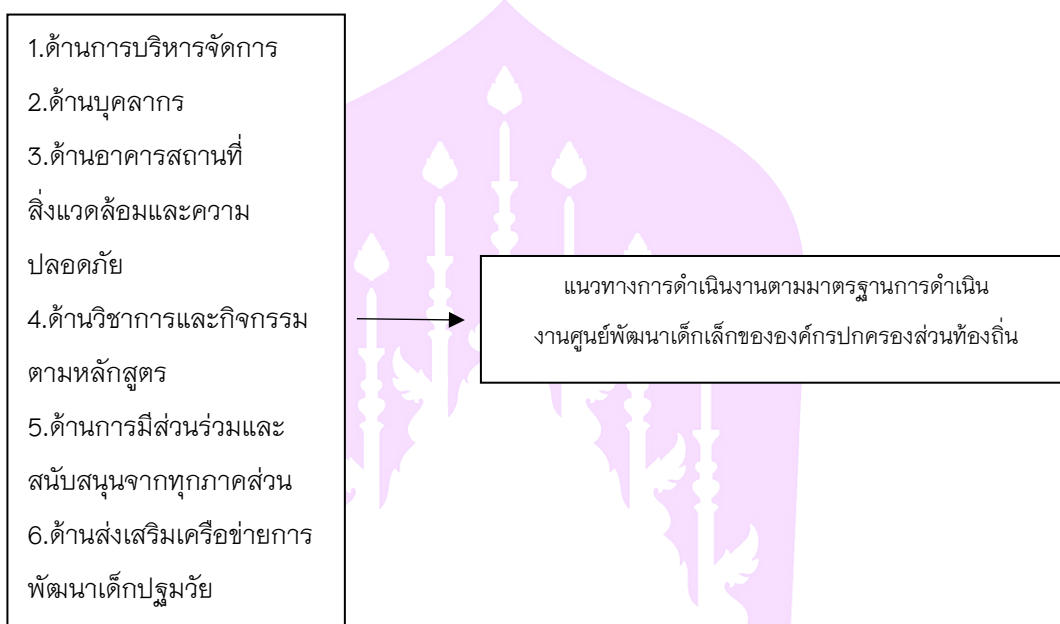 1.ด้านการบริหารจัดการ
2.ด้านบุคลากร
3.ด้านอาคารสถานที่
สิ่งแวดล้อมและความ
ปลอดภัย
4.ด้านวิชาการและกิจกรรม
ตามหลักสูตร
5.ด้านการมีส่วนร่วมและ
สนับสนุนจากทุกภาคส่วน
6.ด้านส่งเสริมเครือข่ายการ
พัฒนาเด็กปฐมวัย
แนวทางการดำเนินงานตามมาตรฐานการดำเนิน
งานศูนย์พัฒนาเด็กเล็กขององค์กรปกครองส่วนท้องถิ่น